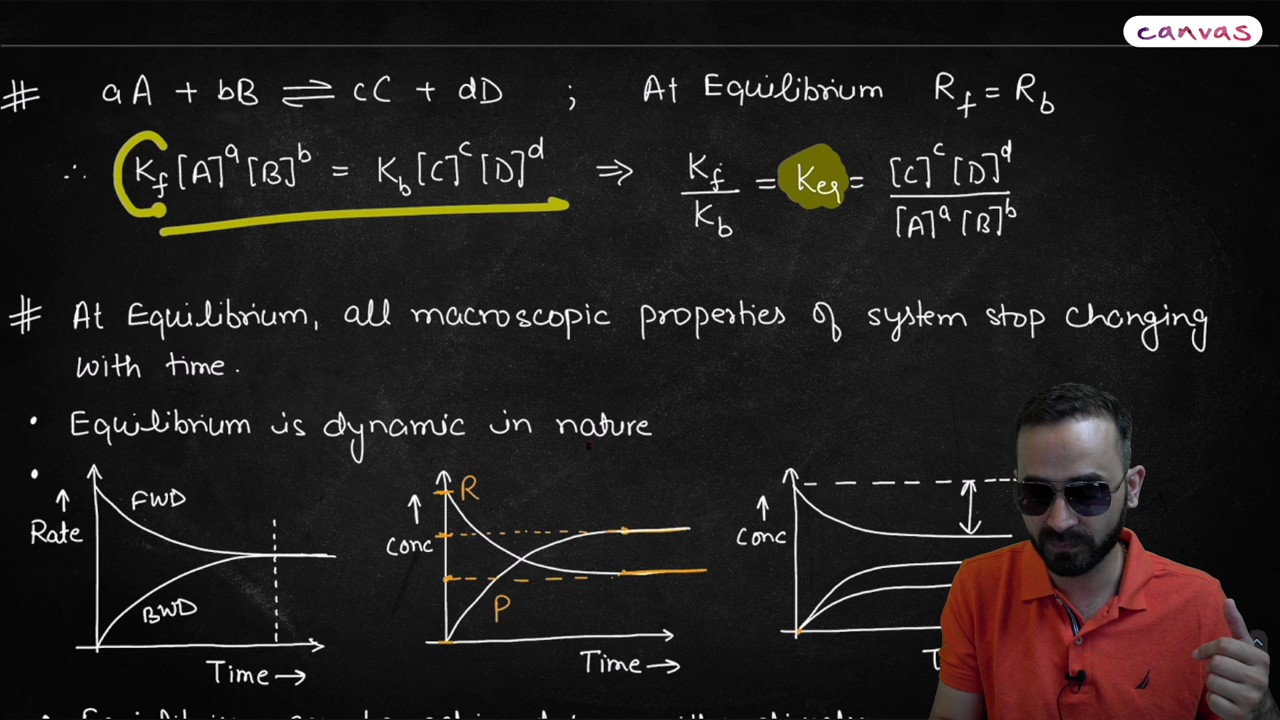 canvas
# aA + bB ⇌ cC + dD ; At Equilibrium R_f = R_b
∴ K_f [A]^a [B]^b = K_b [C]^c [D]^d ⇒ K_f / K_b = K_eq = [C]^c [D]^d / [A]^a [B]^b
# At Equilibrium, all macroscopic properties of system stop changing
with time.
• Equilibrium is dynamic in nature
•
↑ Rate
FWD
BWD
Time →
↑ Conc
R
P
Time →
↑ Conc